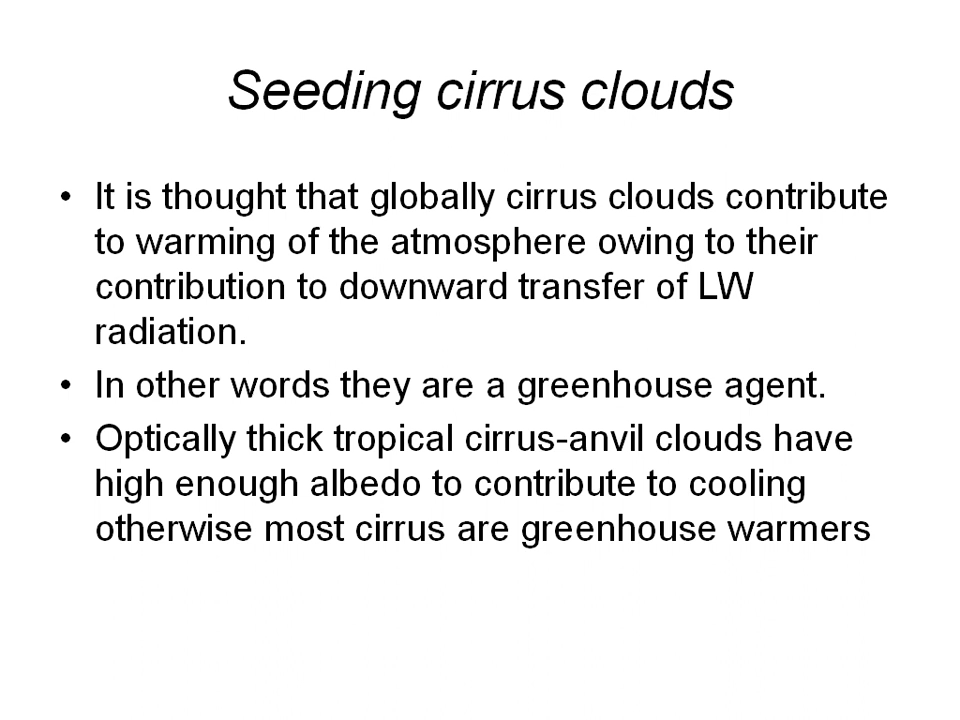 Seeding cirrus clouds
• It is thought that globally cirrus clouds contribute
to warming of the atmosphere owing to their
contribution to downward transfer of LW
radiation.
• In other words they are a greenhouse agent.
• Optically thick tropical cirrus-anvil clouds have
high enough albedo to contribute to cooling
otherwise most cirrus are greenhouse warmers